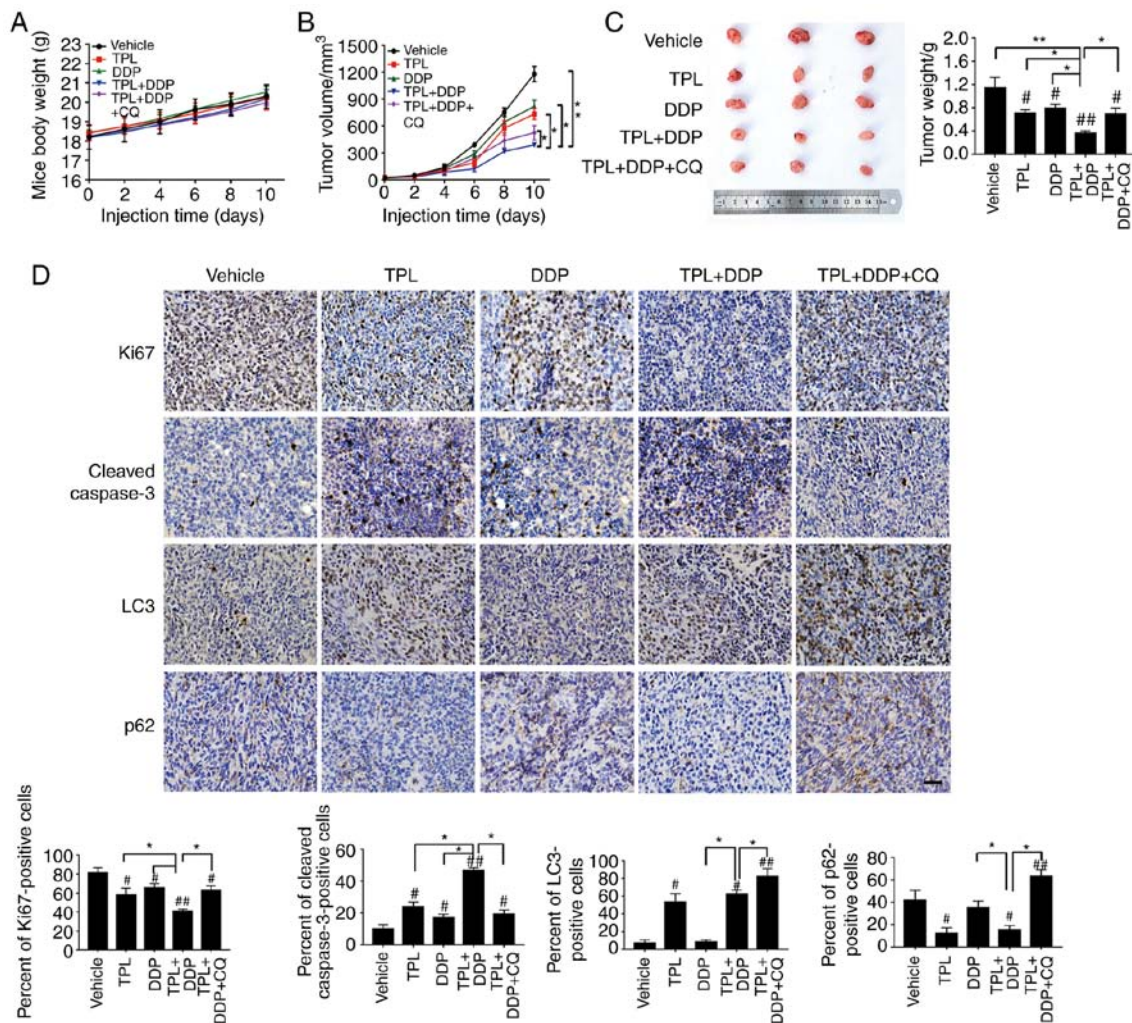 A
Mice body weight (g)
23
22
21
20
19
18
17
16
0 2 4 6 8 10
Injection time (days)
Vehicle
TPL
DDP
TPL+DDP
TPL+DDP
+CQ
B
Tumor volume/mm3
1500
1200
900
600
300
0
0 2 4 6 8 10
Injection time (days)
Vehicle
TPL
DDP
TPL+DDP
TPL+DDP+
CQ
*
*
*
*
**
C
Vehicle
TPL
DDP
TPL+DDP
TPL+DDP+CQ
Tumor weight/g
2.0
1.6
1.2
0.8
0.4
0.0
**
*
*
*
#
#
##
#
Vehicle
TPL
DDP
TPL+
DDP
TPL+
DDP+CQ
D
Vehicle TPL DDP TPL+DDP TPL+DDP+CQ
Ki67
Cleaved
caspase-3
LC3
p62
Percent of Ki67-positive cells
100
80
60
40
20
0
*
*
#
#
##
#
Vehicle
TPL
DDP
TPL+
DDP
TPL+
DDP+CQ
Percent of cleaved
caspase-3-positive cells
60
40
20
0
*
*
*
#
#
##
#
Vehicle
TPL
DDP
TPL+
DDP
TPL+
DDP+CQ
Percent of LC3-
positive cells
100
80
60
40
20
0
*
*
#
#
##
Vehicle
TPL
DDP
TPL+
DDP
TPL+
DDP+CQ
Percent of p62-
positive cells
80
60
40
20
0
*
*
#
#
##
Vehicle
TPL
DDP
TPL+
DDP
TPL+
DDP+CQ